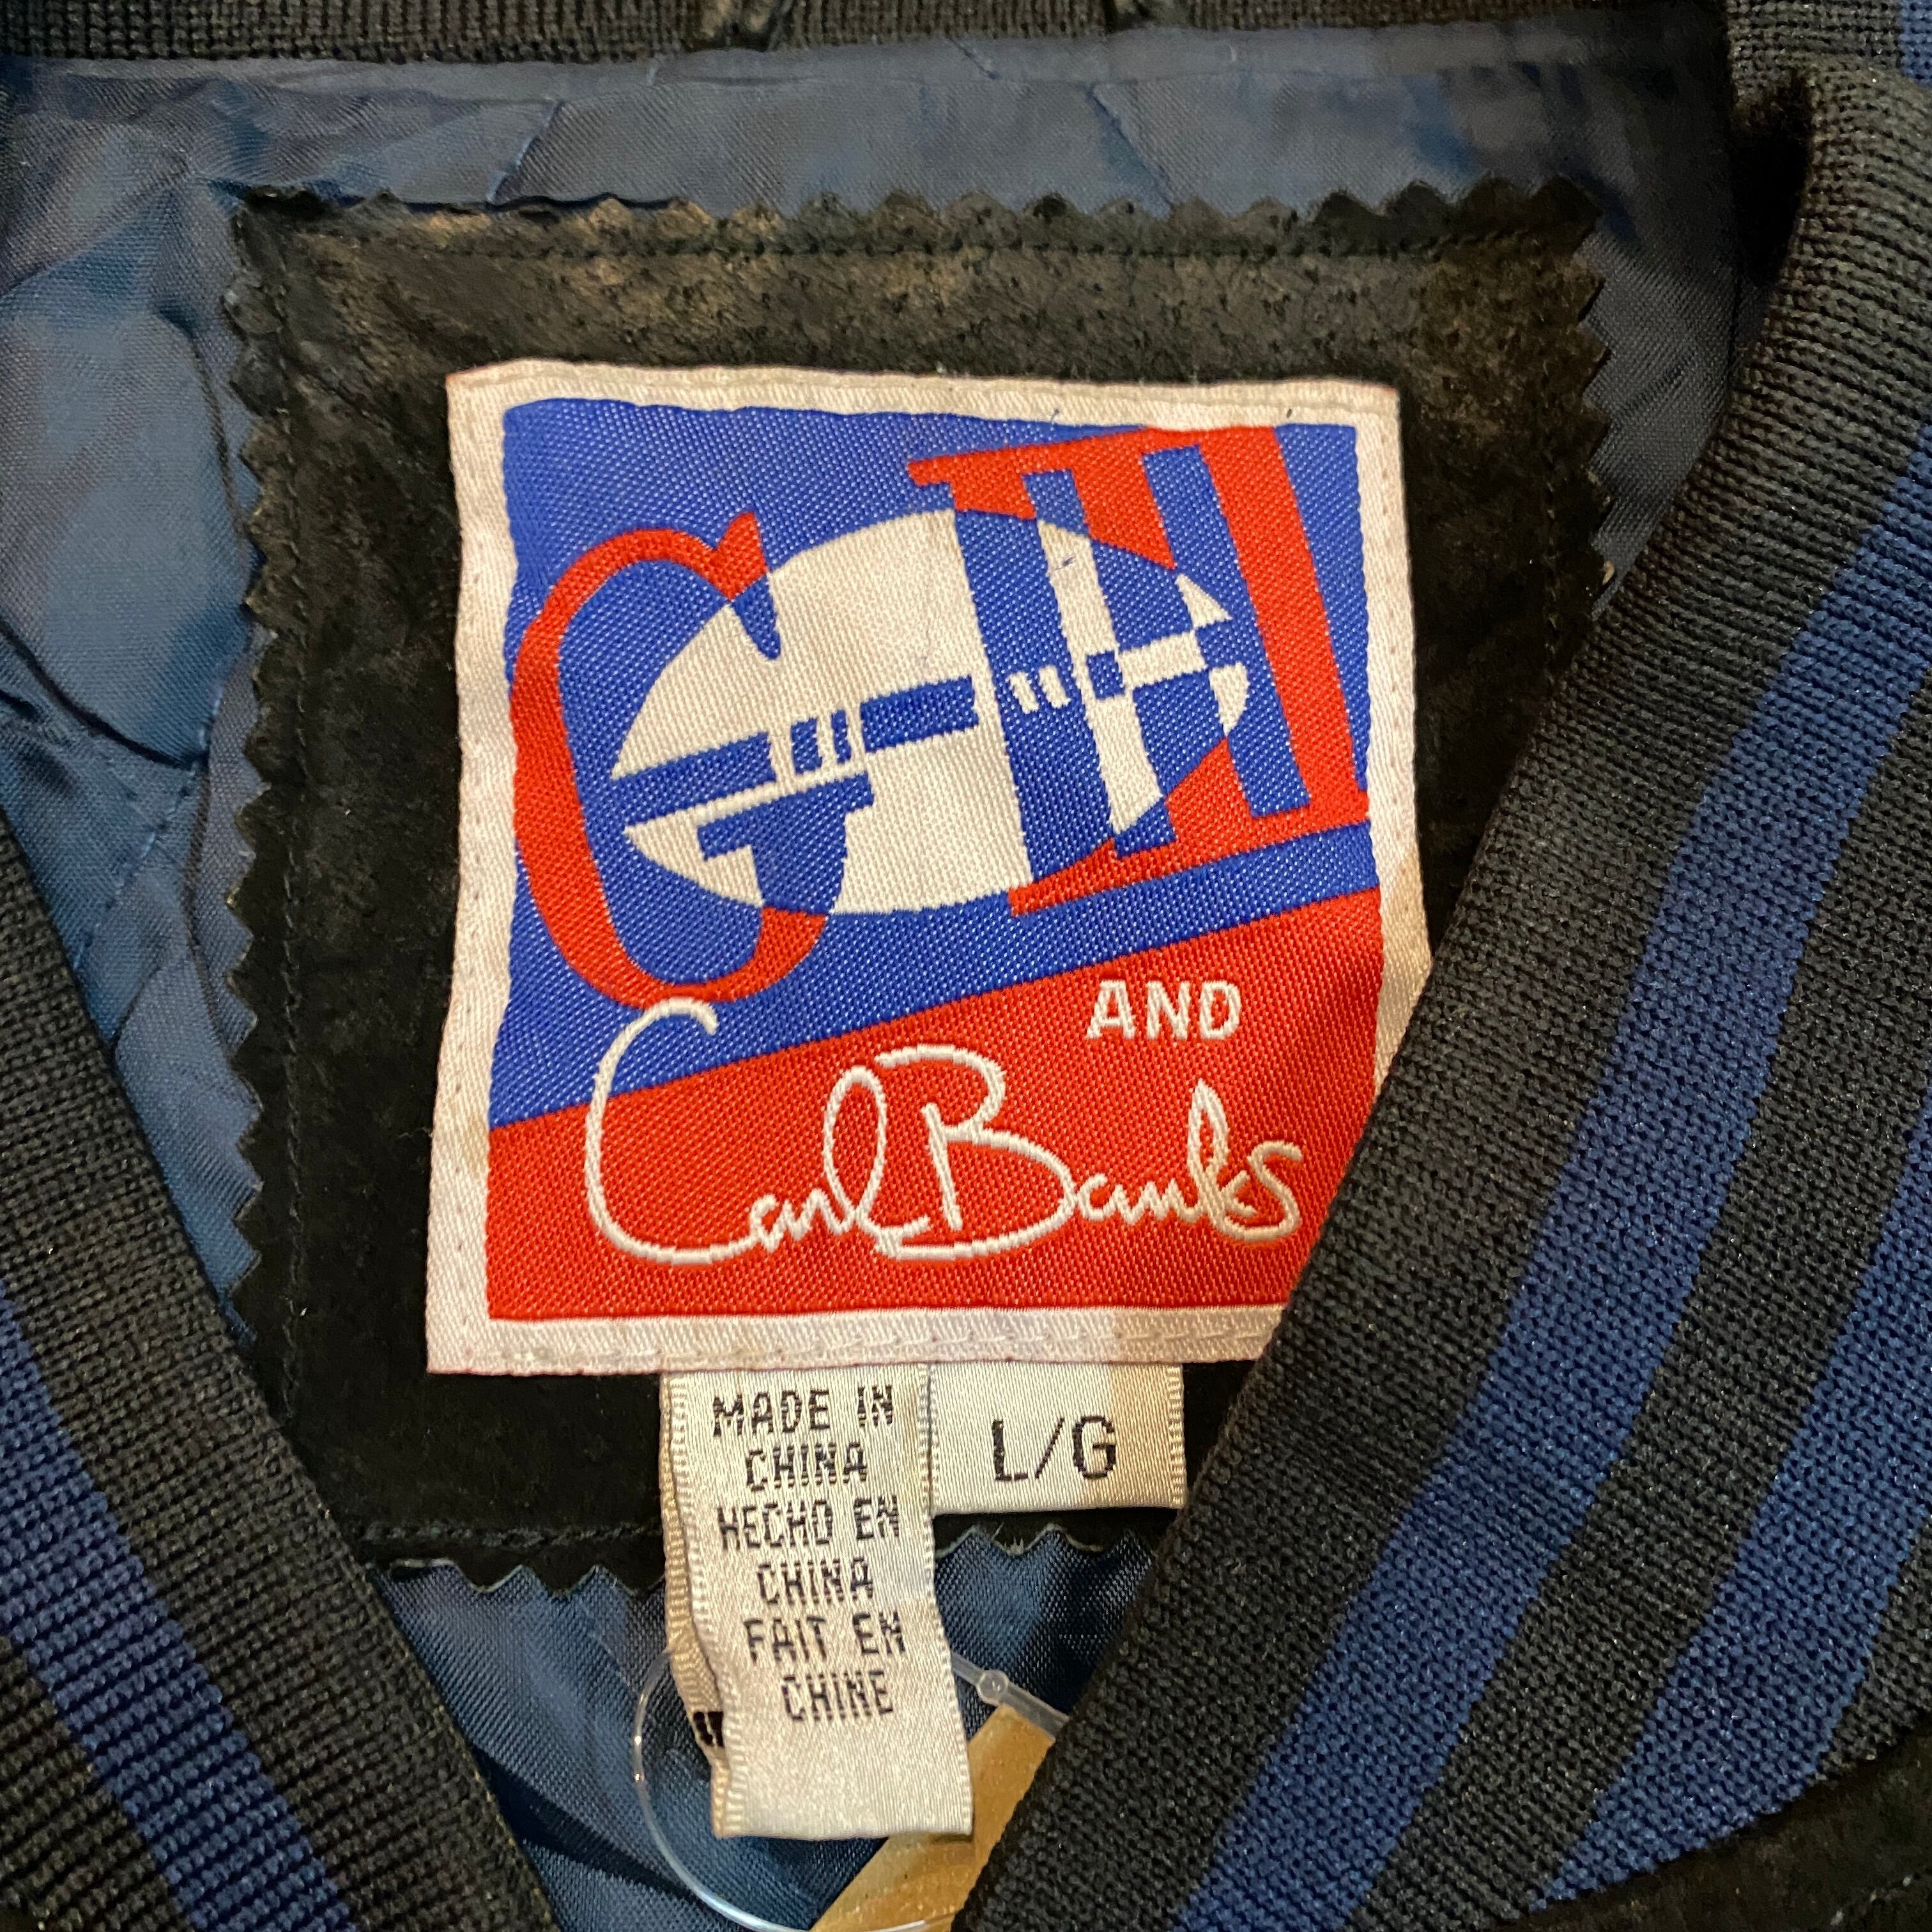 G-III
AND
Carl Banks
MADE IN
CHINA
HECHO EN
CHINA
FAIT EN
CHINE
L/G